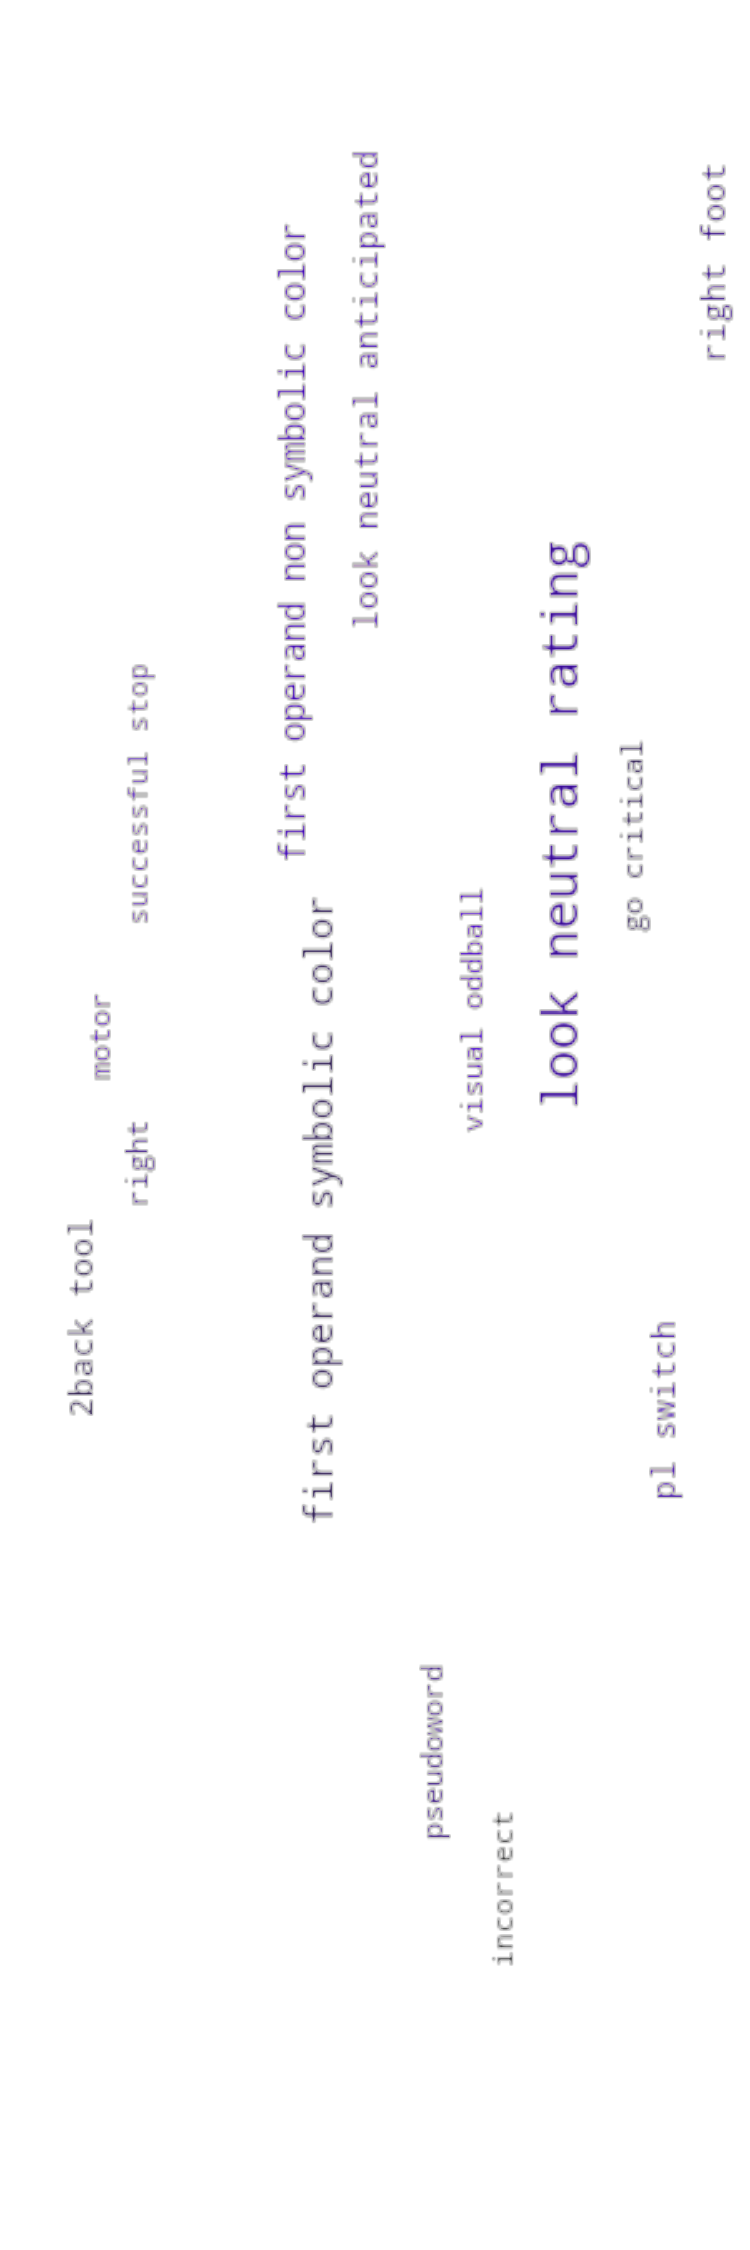 2back tool
motor
right
successful stop
first operand non symbolic color
first operand symbolic color
look neutral anticipated
pseudoword
visual oddball
incorrect
look neutral rating
go critical
pl switch
right foot